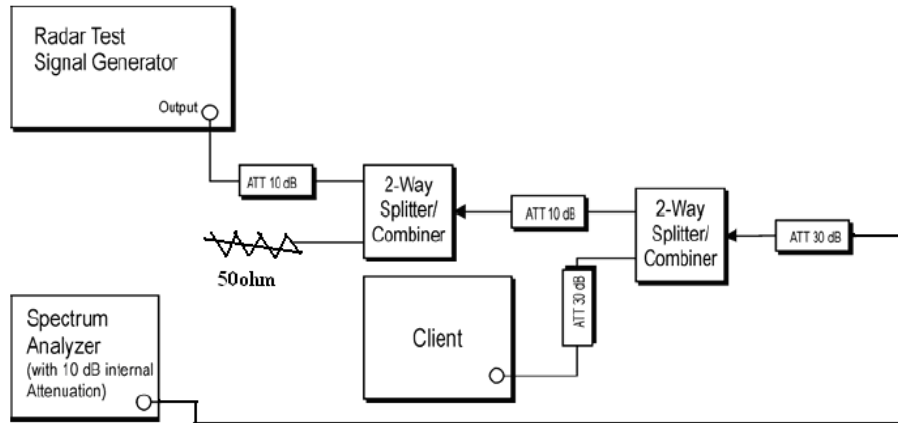 Radar Test
Signal Generator
Output
ATT 10 dB
2-Way
Splitter/
Combiner
ATT 10 dB
2-Way
Splitter/
Combiner
ATT 30 dB
50ohm
ATT 30 dB
Client
Spectrum
Analyzer
(with 10 dB internal
Attenuation)